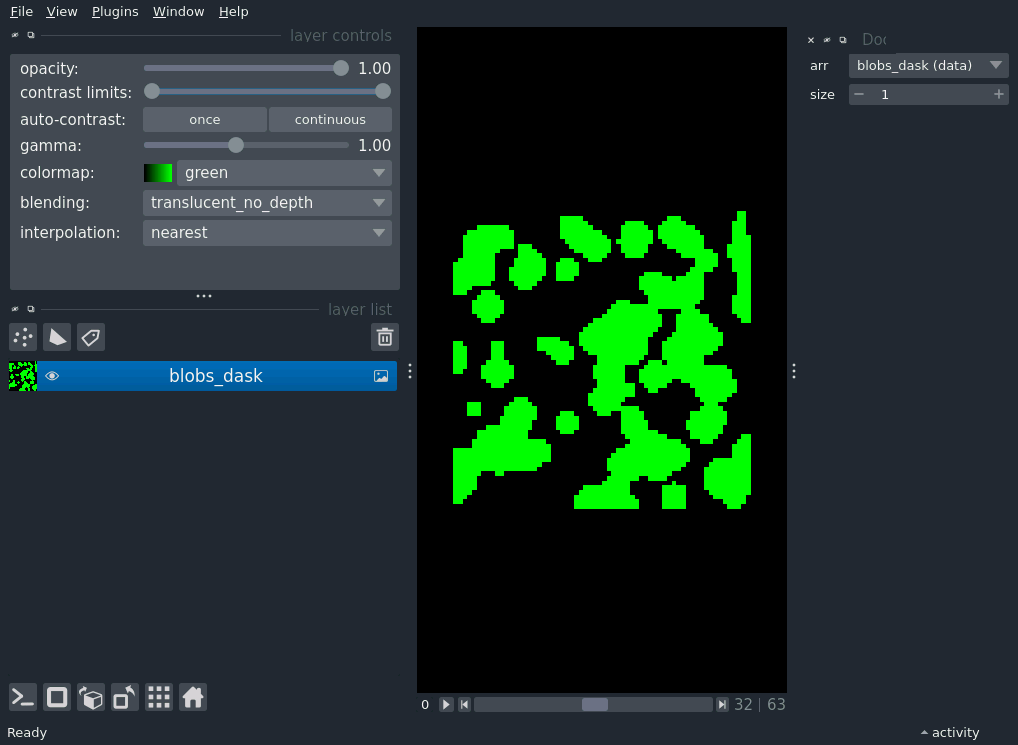 File View Plugins Window Help
layer controls
opacity: 1.00
contrast limits:
auto-contrast: once continuous
gamma: 1.00
colormap: green
blending: translucent_no_depth
interpolation: nearest
layer list
blobs_dask
0 32 | 63
arr blobs_dask (data)
size 1
Ready
activity